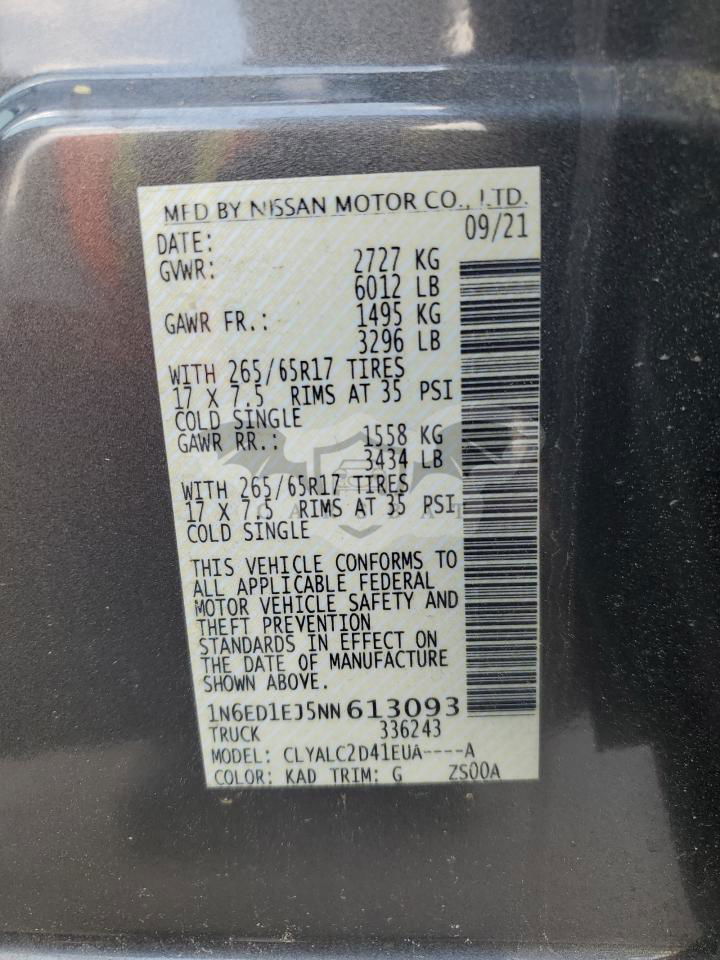 MFD BY NISSAN MOTOR CO., LTD.
DATE: 09/21
GVWR: 2727 KG
6012 LB
GAWR FR.: 1495 KG
3296 LB
WITH 265/65R17 TIRES
17 X 7.5 RIMS AT 35 PSI
COLD SINGLE
GAWR RR.: 1558 KG
3434 LB
WITH 265/65R17 TIRES
17 X 7.5 RIMS AT 35 PSI
COLD SINGLE
THIS VEHICLE CONFORMS TO
ALL APPLICABLE FEDERAL
MOTOR VEHICLE SAFETY AND
THEFT PREVENTION
STANDARDS IN EFFECT ON
THE DATE OF MANUFACTURE
SHOWN ABOVE.
1N6ED1EJ5NN613093
TRUCK 336243
MODEL: CLYALC2D41EUA----A
COLOR: KAD TRIM: G ZS00A